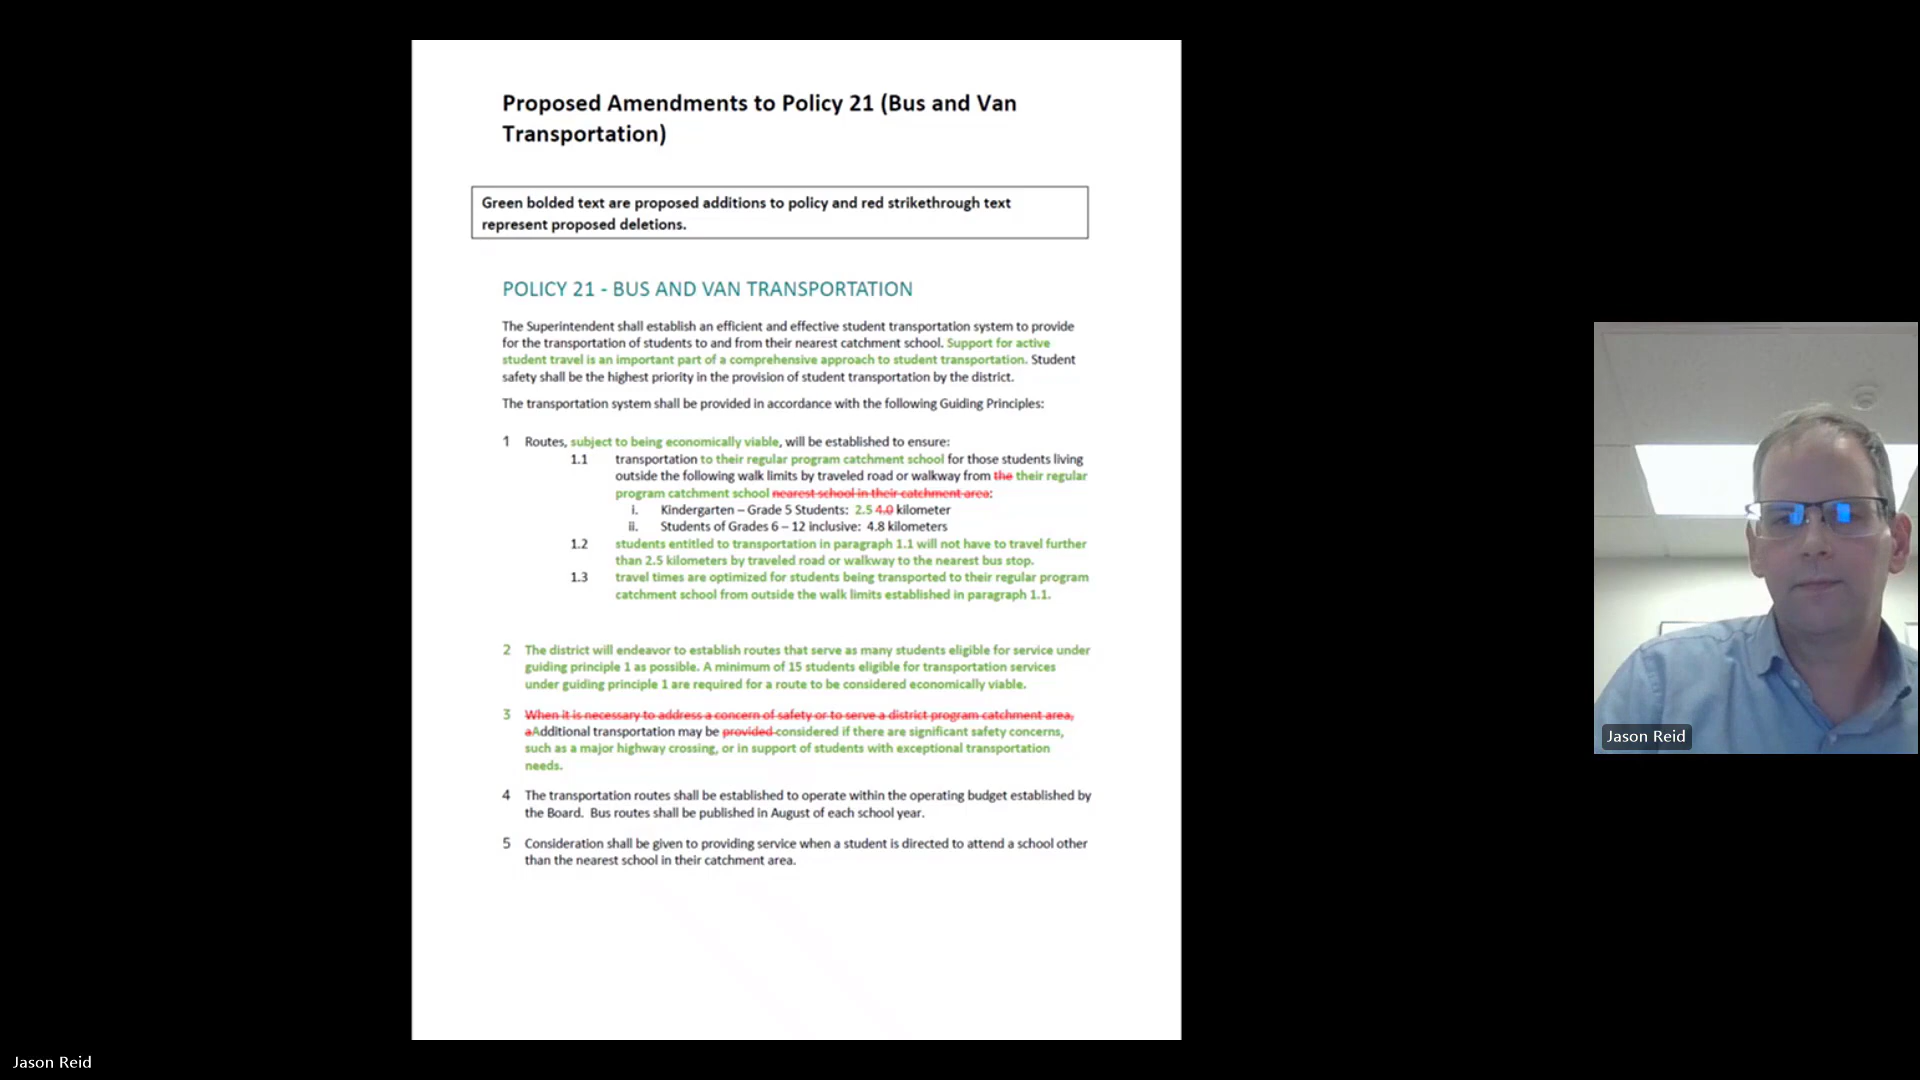 Proposed Amendments to Policy 21 (Bus and Van
Transportation)
Green bolded text are proposed additions to policy and red strikethrough text
represent proposed deletions.
POLICY 21 - BUS AND VAN TRANSPORTATION
The Superintendent shall establish an efficient and effective student transportation system to provide
for the transportation of students to and from their nearest catchment school. Support for active
student travel is an important part of a comprehensive approach to student transportation. Student
safety shall be the highest priority in the provision of student transportation by the district.
The transportation system shall be provided in accordance with the following Guiding Principles:
1 Routes, subject to being economically viable, will be established to ensure:
1.1 transportation to their regular program catchment school for those students living
outside the following walk limits by traveled road or walkway from the their regular
program catchment school nearest school in their catchment area:
i. Kindergarten – Grade 5 Students: 2.5 4.0 kilometer
ii. Students of Grades 6 – 12 inclusive: 4.8 kilometers
1.2 students entitled to transportation in paragraph 1.1 will not have to travel further
than 2.5 kilometers by traveled road or walkway to the nearest bus stop.
1.3 travel times are optimized for students being transported to their regular program
catchment school from outside the walk limits established in paragraph 1.1.
2 The district will endeavor to establish routes that serve as many students eligible for service under
guiding principle 1 as possible. A minimum of 15 students eligible for transportation services
under guiding principle 1 are required for a route to be considered economically viable.
3 When it is necessary to address a concern of safety or to serve a district program catchment area,
aAdditional transportation may be provided considered if there are significant safety concerns,
such as a major highway crossing, or in support of students with exceptional transportation
needs.
4 The transportation routes shall be established to operate within the operating budget established by
the Board. Bus routes shall be published in August of each school year.
5 Consideration shall be given to providing service when a student is directed to attend a school other
than the nearest school in their catchment area.
Jason Reid
Jason Reid